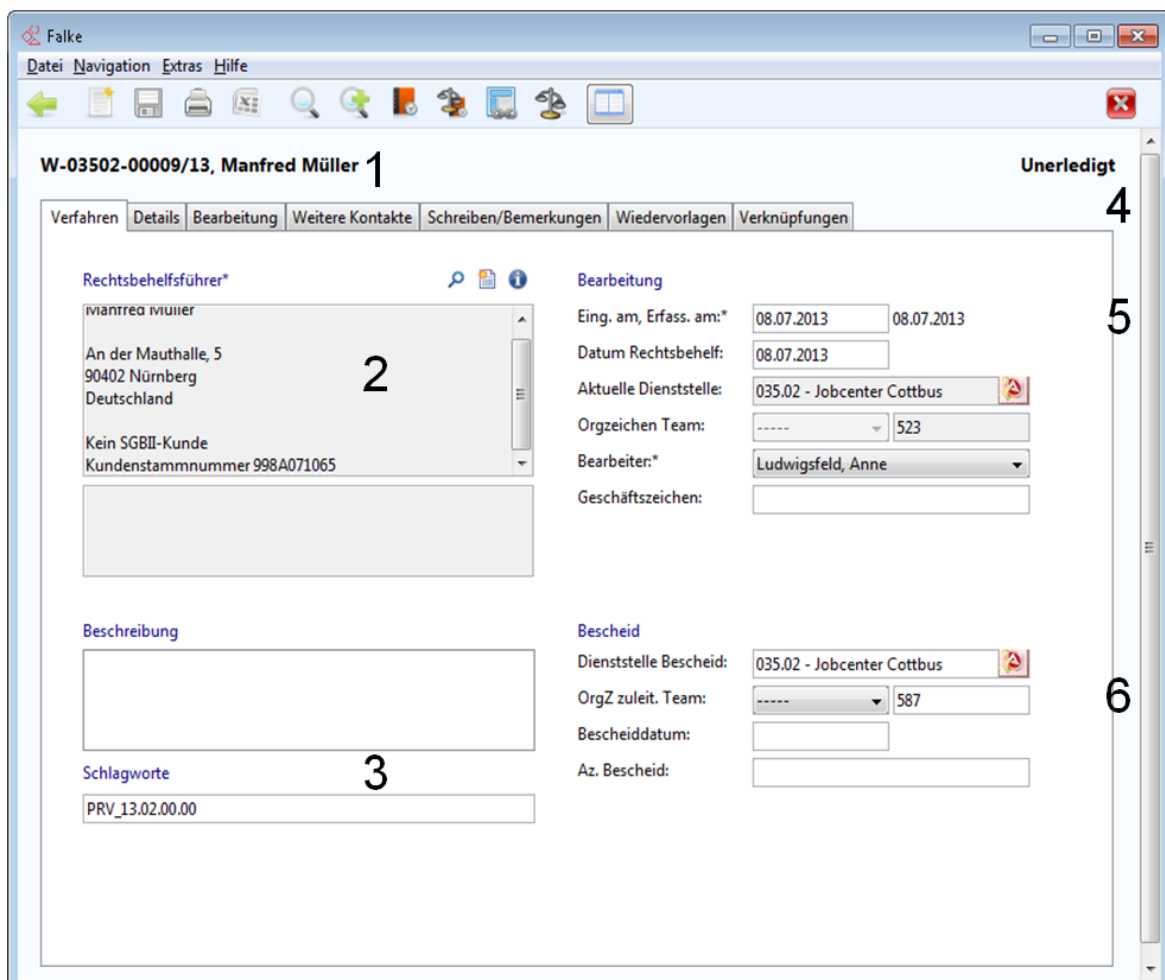 Falke
Datei Navigation Extras Hilfe
W-03502-00009/13, Manfred Müller 1 Unerledigt
Verfahren Details Bearbeitung Weitere Kontakte Schreiben/Bemerkungen Wiedervorlagen Verknüpfungen 4
Rechtsbehelfsführer*
Manfred Müller
An der Mauthalle, 5
90402 Nürnberg
Deutschland
2
Kein SGBII-Kunde
Kundenstammnummer 998A071065
Bearbeitung
Eing. am, Erfass. am:* 08.07.2013 08.07.2013 5
Datum Rechtsbehelf: 08.07.2013
Aktuelle Dienststelle: 035.02 - Jobcenter Cottbus
Orgzeichen Team: ----- 523
Bearbeiter:* Ludwigsfeld, Anne
Geschäftszeichen:
Beschreibung
Schlagworte 3
PRV_13.02.00.00
Bescheid
Dienststelle Bescheid: 035.02 - Jobcenter Cottbus
OrgZ zuleit. Team: ----- 587 6
Bescheiddatum:
Az. Bescheid: